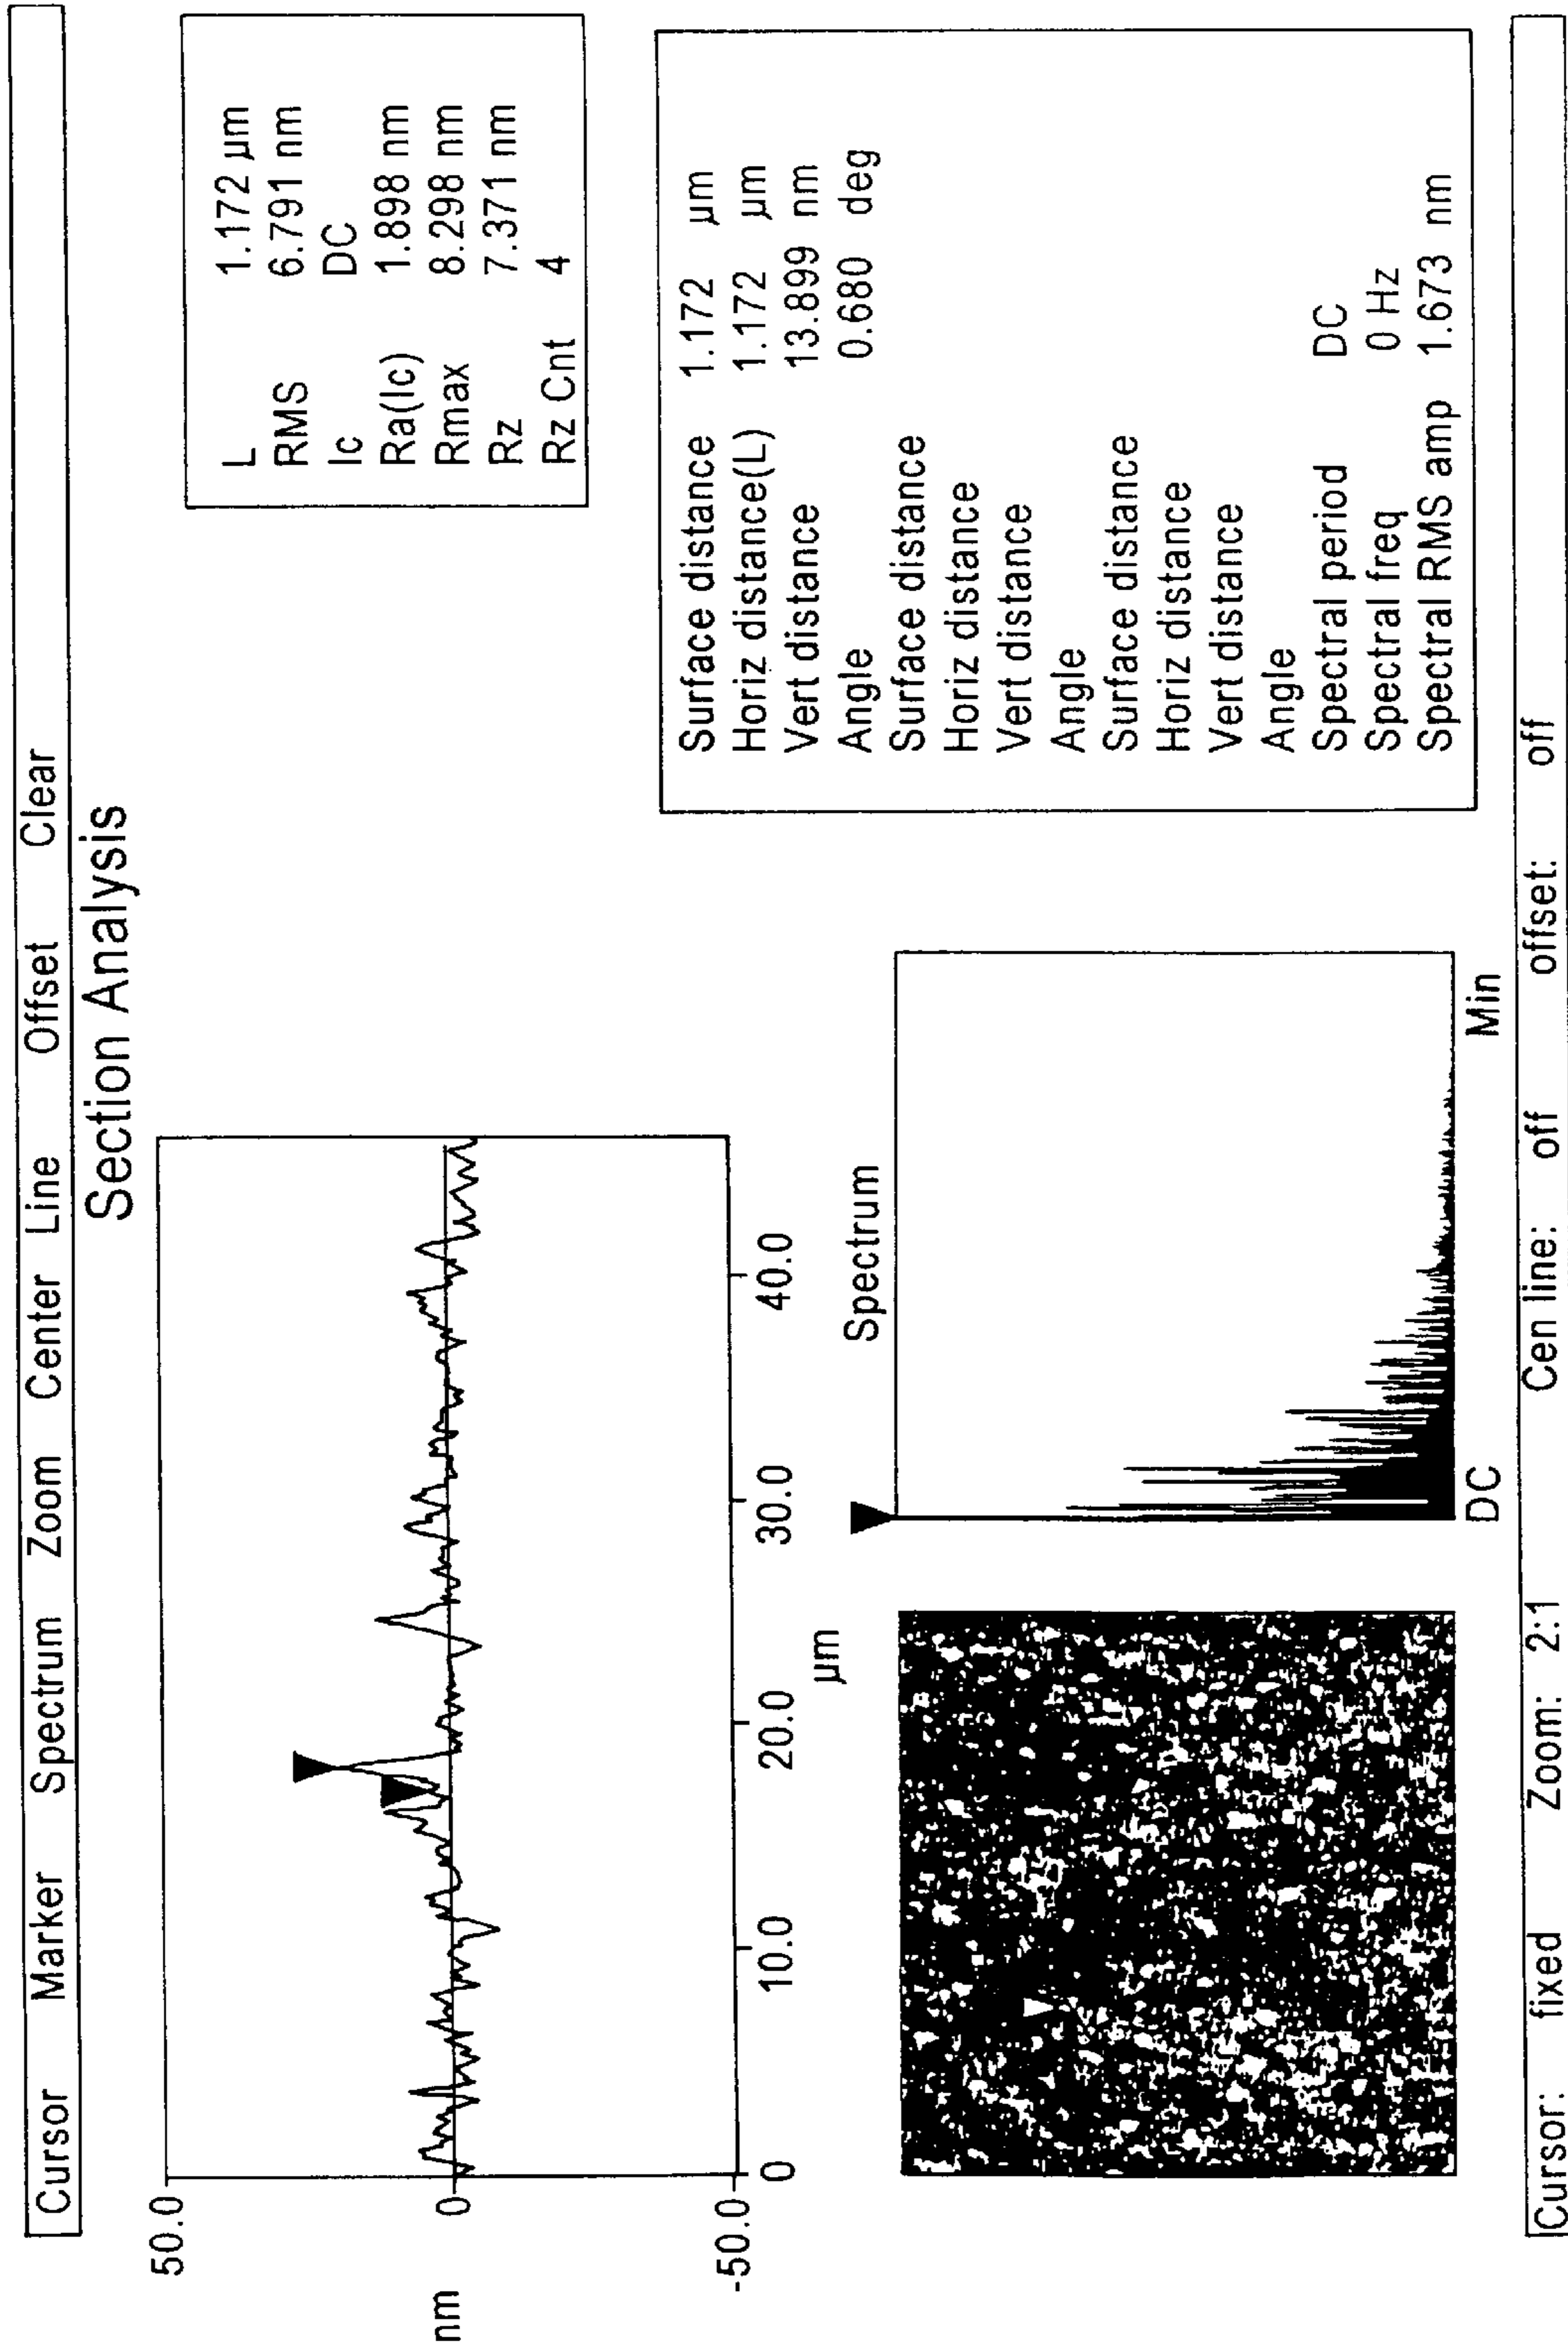 Cursor Marker Spectrum Zoom Center Line Offset Clear
Section Analysis
50.0
nm
0
-50.0
0 10.0 20.0 30.0 40.0
µm
L 1.172 µm
RMS 6.791 nm
lc DC
Ra(lc) 1.898 nm
Rmax 8.298 nm
Rz 7.371 nm
Rz Cnt 4
Surface distance 1.172 µm
Horiz distance(L) 1.172 µm
Vert distance 13.899 nm
Angle 0.680 deg
Surface distance
Horiz distance
Vert distance
Angle
Surface distance
Horiz distance
Vert distance
Angle
Spectral period DC
Spectral freq 0 Hz
Spectral RMS amp 1.673 nm
Spectrum
DC Min
Cursor: fixed Zoom: 2:1 Cen line: off offset: off